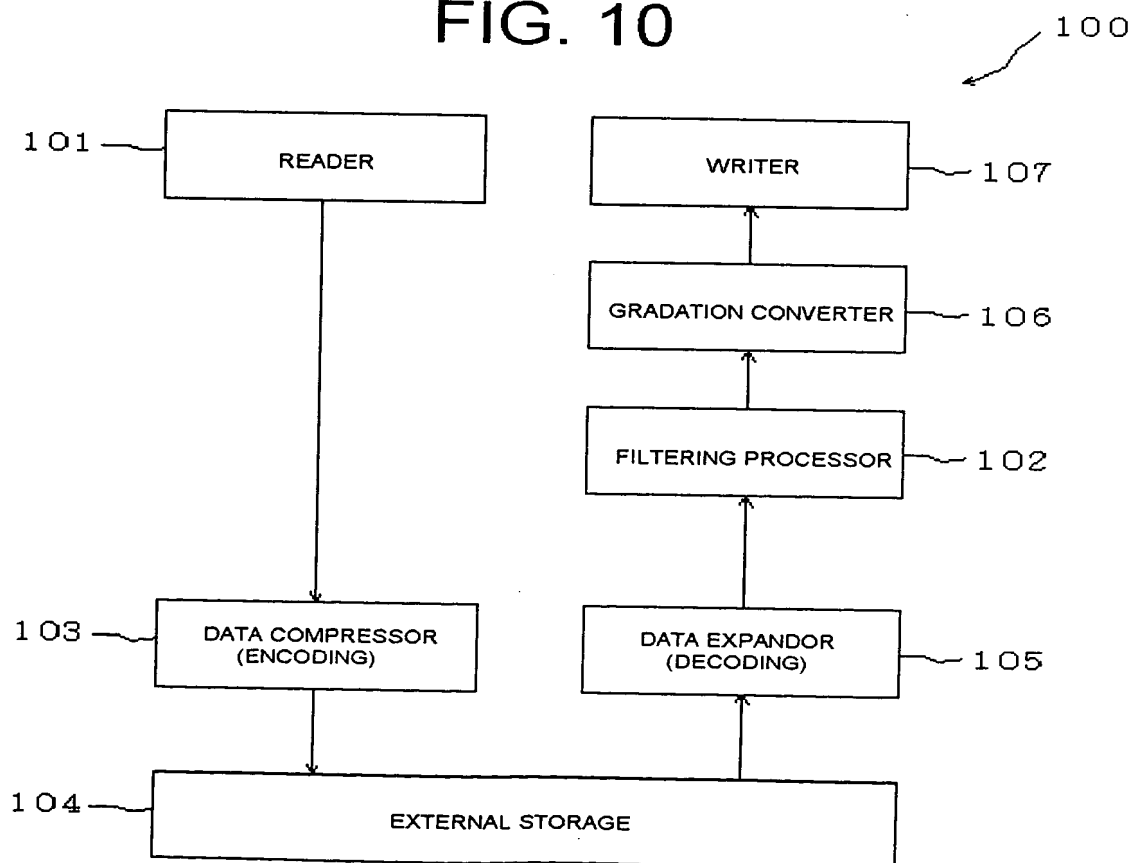 FIG. 10
100
101
READER
WRITER
107
GRADATION CONVERTER
106
FILTERING PROCESSOR
102
103
DATA COMPRESSOR
(ENCODING)
DATA EXPANDOR
(DECODING)
105
104
EXTERNAL STORAGE